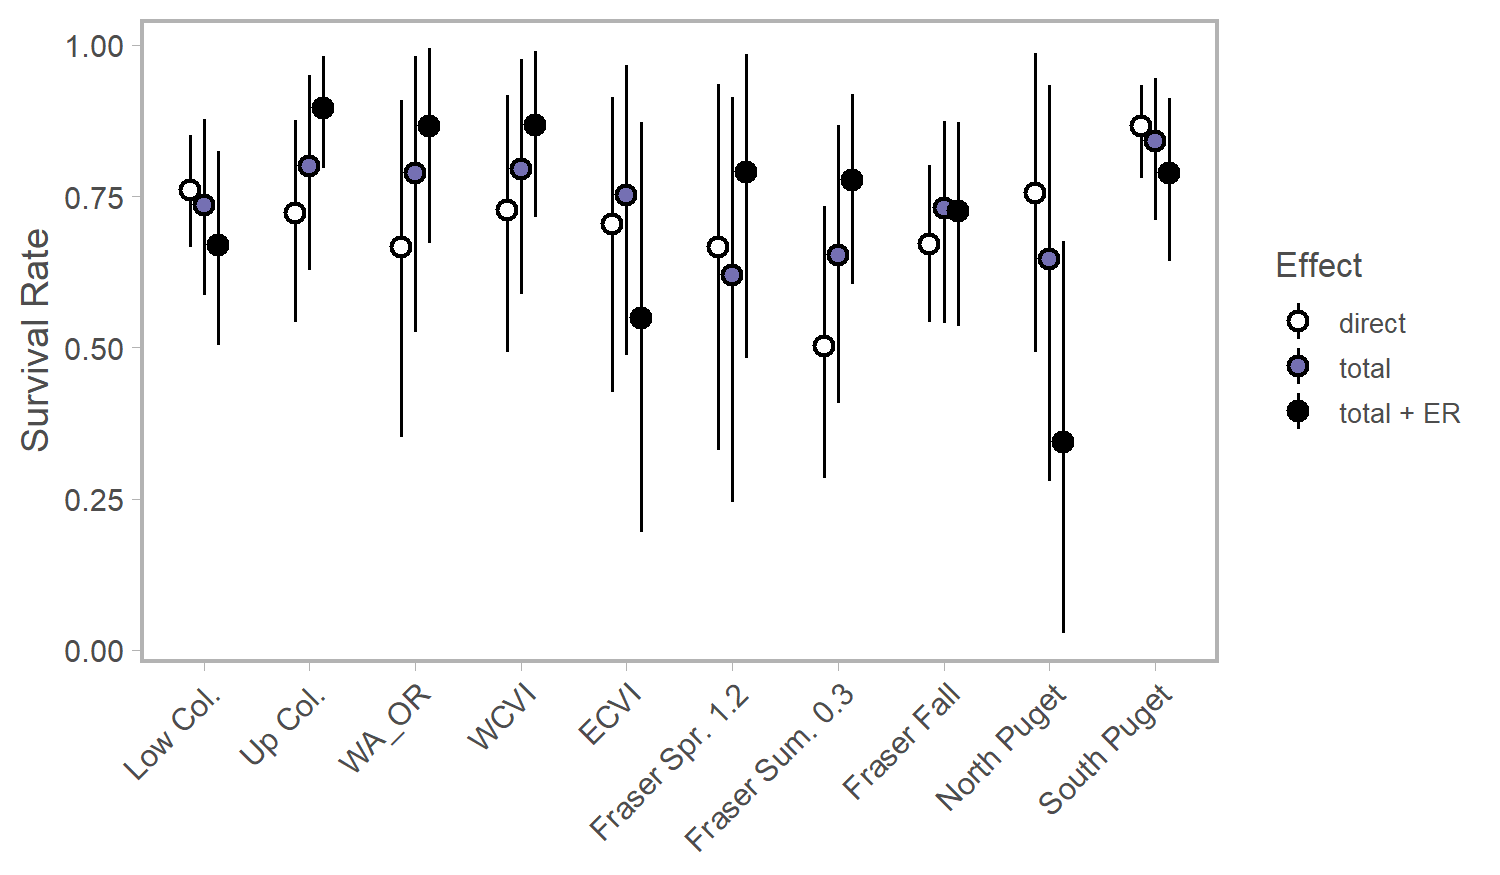 1.00
0.75
0.50
0.25
0.00
Survival Rate
Low Col.
Up Col.
WA_OR
WCVI
ECVI
Fraser Spr. 1.2
Fraser Sum. 0.3
Fraser Fall
North Puget
South Puget
Effect
direct
total
total + ER